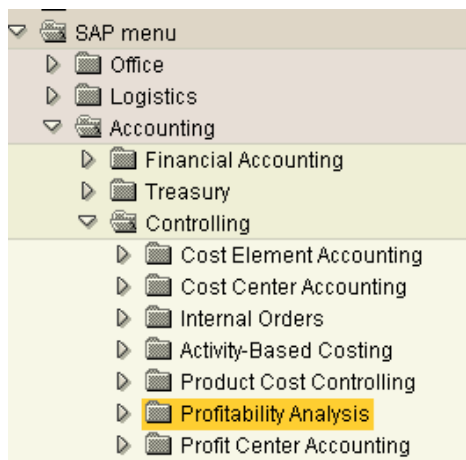 SAP menu
Office
Logistics
Accounting
Financial Accounting
Treasury
Controlling
Cost Element Accounting
Cost Center Accounting
Internal Orders
Activity-Based Costing
Product Cost Controlling
Profitability Analysis
Profit Center Accounting